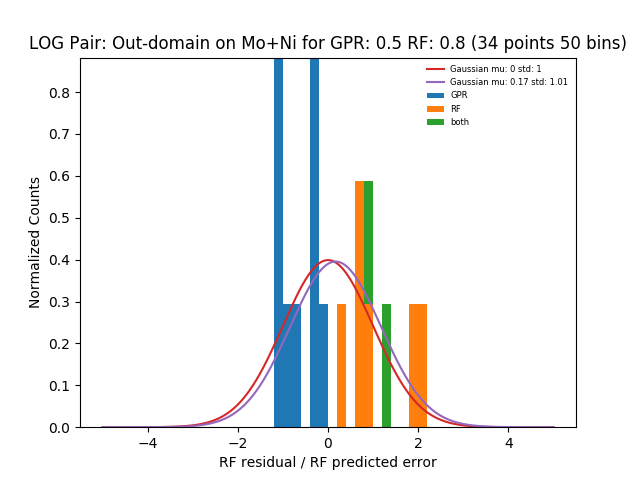 LOG Pair: Out-domain on Mo+Ni for GPR: 0.5 RF: 0.8 (34 points 50 bins)
Gaussian mu: 0 std: 1
Gaussian mu: 0.17 std: 1.01
GPR
RF
both
Normalized Counts
0.8
0.7
0.6
0.5
0.4
0.3
0.2
0.1
0.0
−4 −2 0 2 4
RF residual / RF predicted error